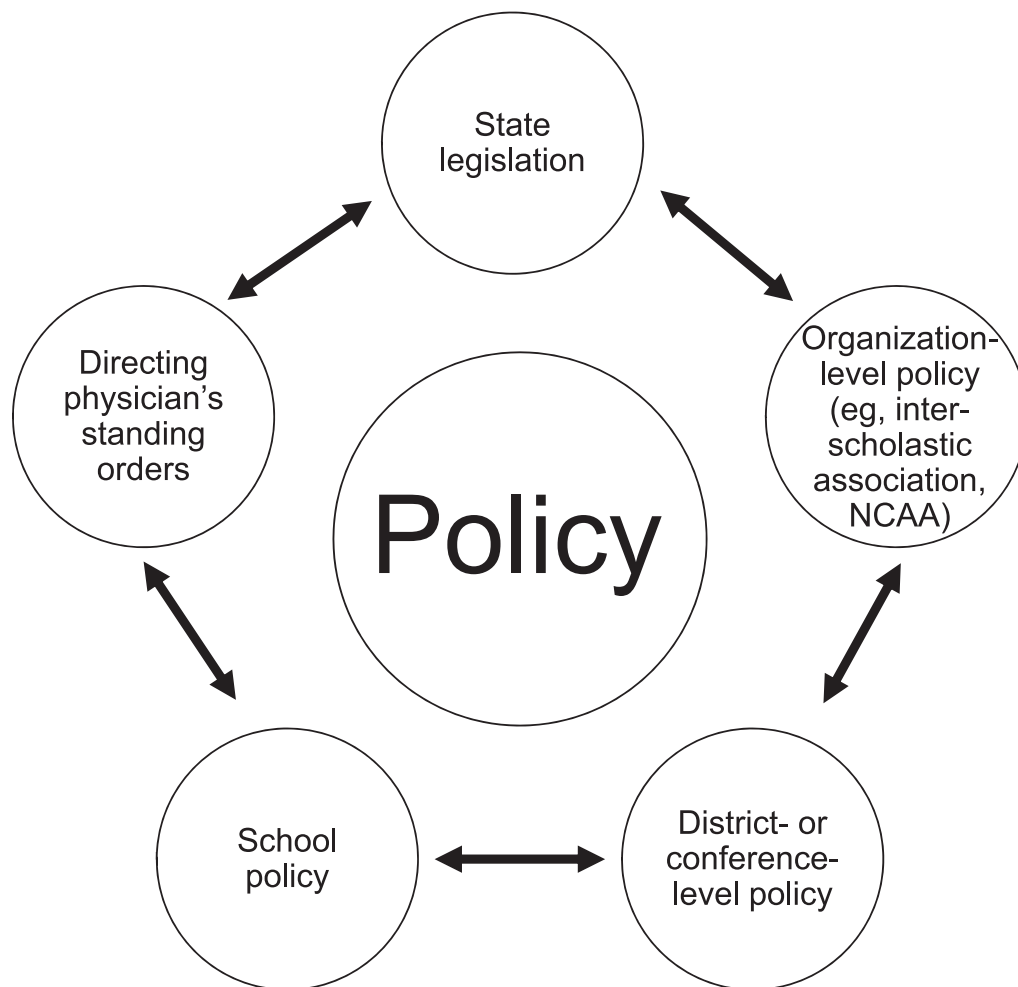 State
legislation
Organization-
level policy
(eg, inter-
scholastic
association,
NCAA)
Directing
physician's
standing
orders
Policy
School
policy
District- or
conference-
level policy